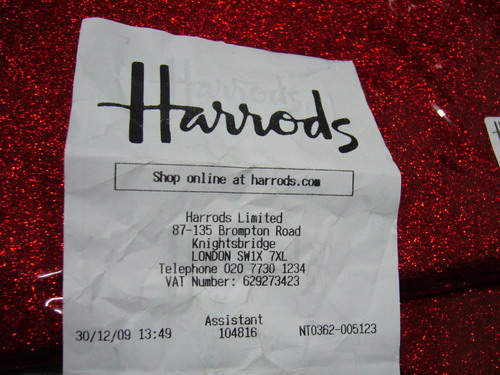 Harrods
Shop online at harrods.com
Harrods Limited
87-135 Brompton Road
Knightsbridge
LONDON SW1X 7XL
Telephone 020 7730 1234
VAT Number: 629273423
Assistant
30/12/09 13:49 104816 NT0362-005123